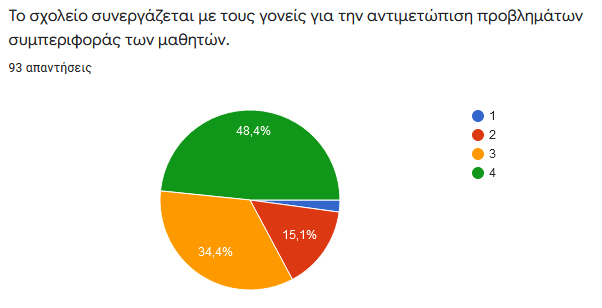 Το σχολείο συνεργάζεται με τους γονείς για την αντιμετώπιση προβλημάτων
συμπεριφοράς των μαθητών.
93 απαντήσεις
48,4%
15,1%
34,4%
1
2
3
4